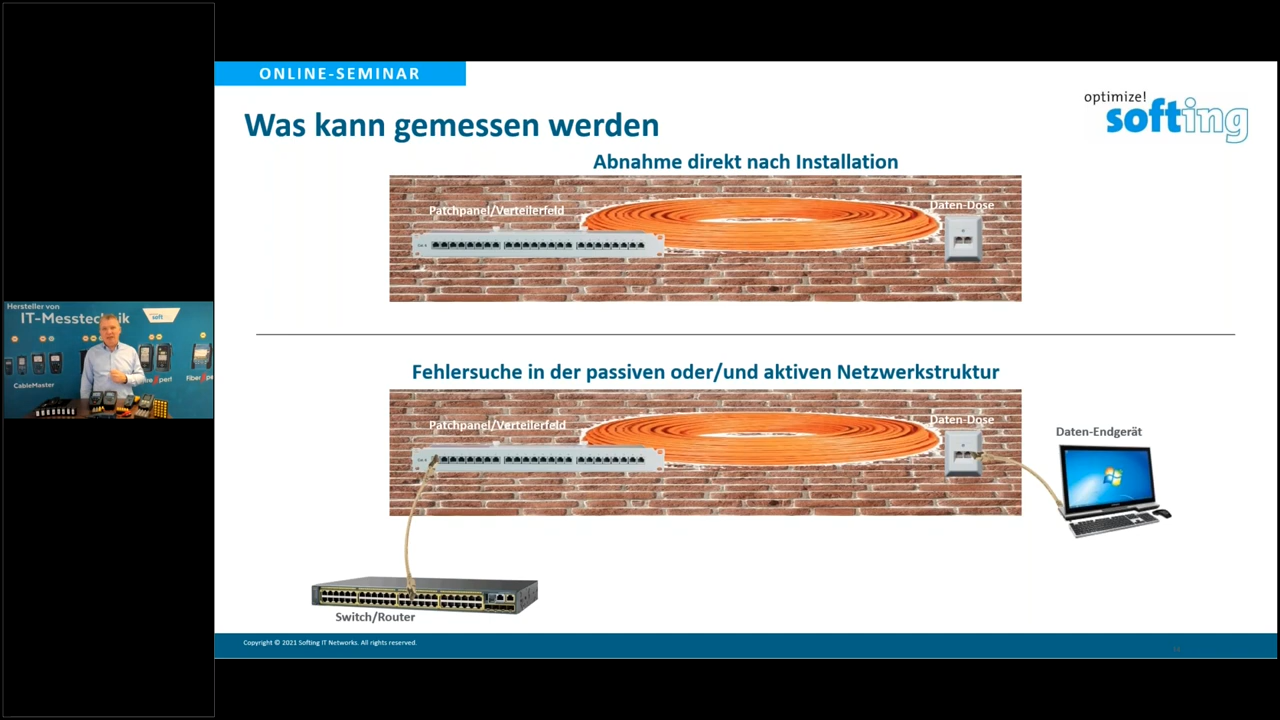 ONLINE-SEMINAR
optimize!
softing
Was kann gemessen werden
Abnahme direkt nach Installation
Patchpanel/Verteilerfeld
Daten-Dose
Hersteller von
IT-Messtechnik
soft
CableMaster
Fehlersuche in der passiven oder/und aktiven Netzwerkstruktur
Patchpanel/Verteilerfeld
Daten-Dose
Daten-Endgerät
Switch/Router
Copyright © 2021 Softing IT Networks. All rights reserved.